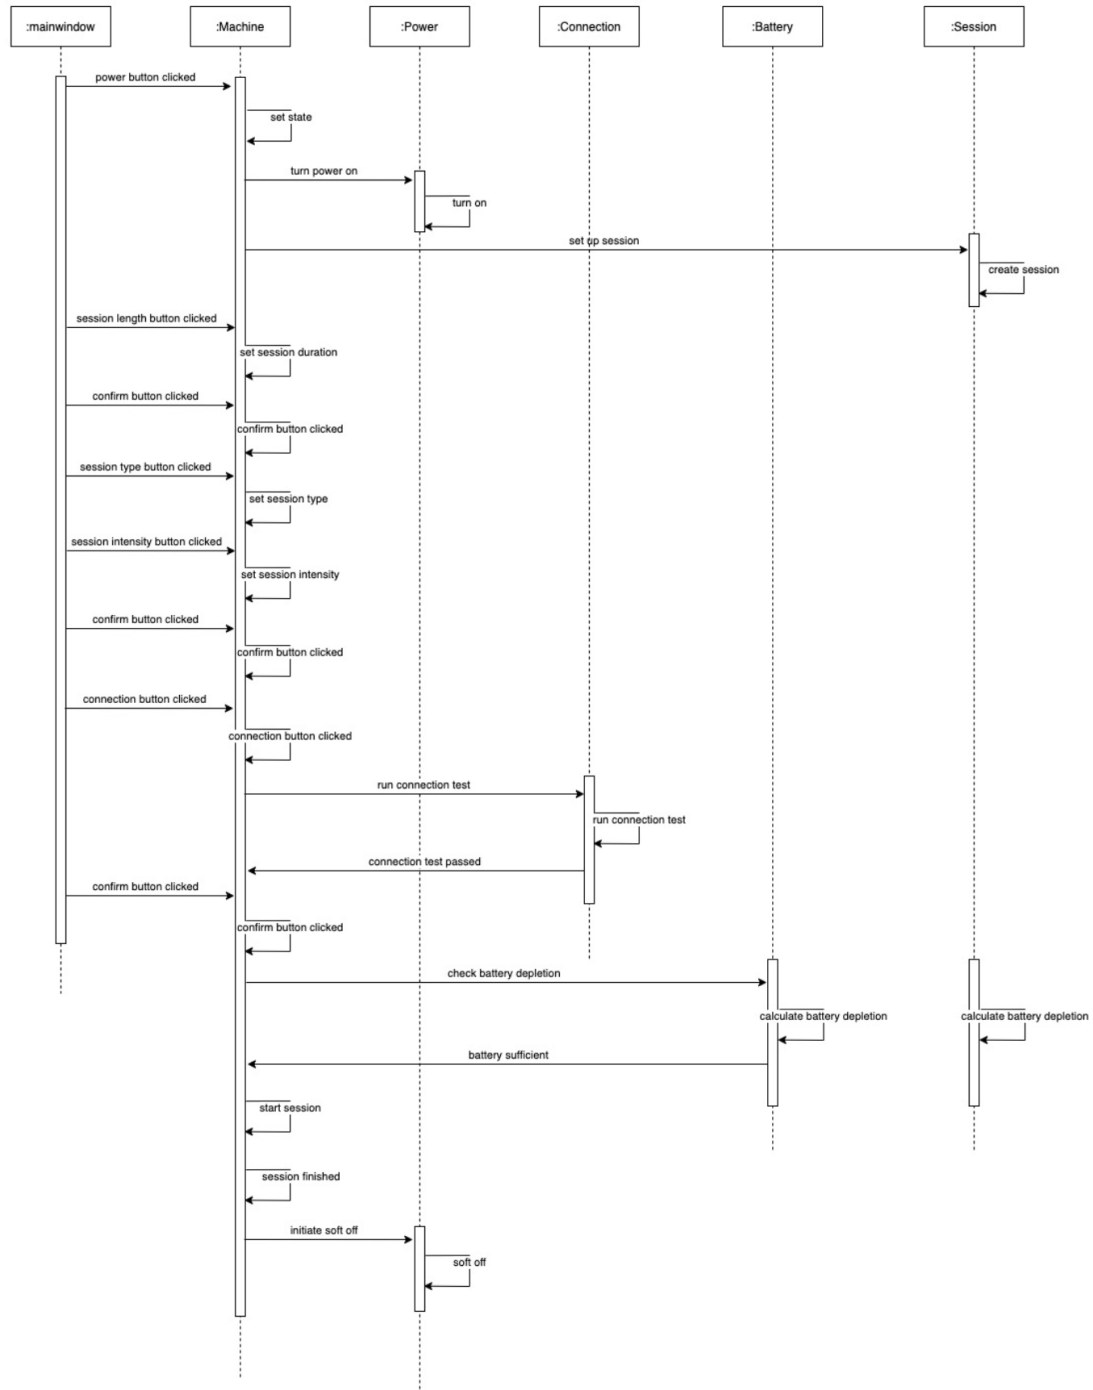 :mainwindow
:Machine
:Power
:Connection
:Battery
:Session
power button clicked
set state
turn power on
turn on
set up session
create session
session length button clicked
set session duration
confirm button clicked
confirm button clicked
session type button clicked
set session type
session intensity button clicked
set session intensity
confirm button clicked
confirm button clicked
connection button clicked
connection button clicked
run connection test
run connection test
connection test passed
confirm button clicked
confirm button clicked
check battery depletion
calculate battery depletion
calculate battery depletion
battery sufficient
start session
session finished
initiate soft off
soft off